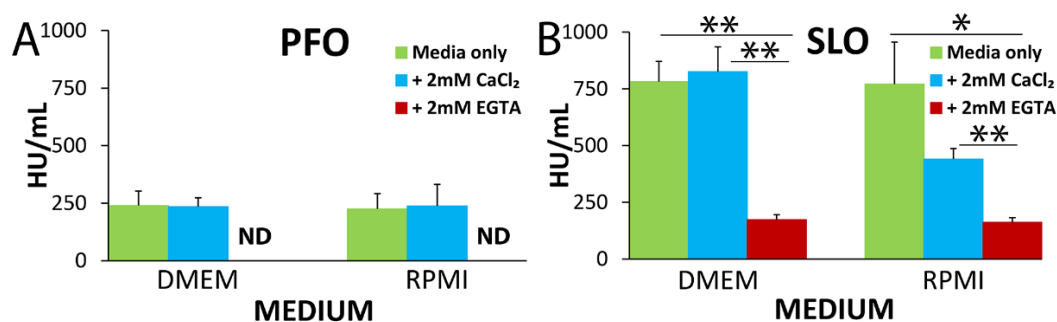 A
PFO
1000
750
500
250
0
HU/mL
Media only
+ 2mM CaCl₂
+ 2mM EGTA
ND
ND
DMEM
RPMI
MEDIUM
B
SLO
1000
750
500
250
0
HU/mL
**
**
*
**
Media only
+ 2mM CaCl₂
+ 2mM EGTA
DMEM
RPMI
MEDIUM